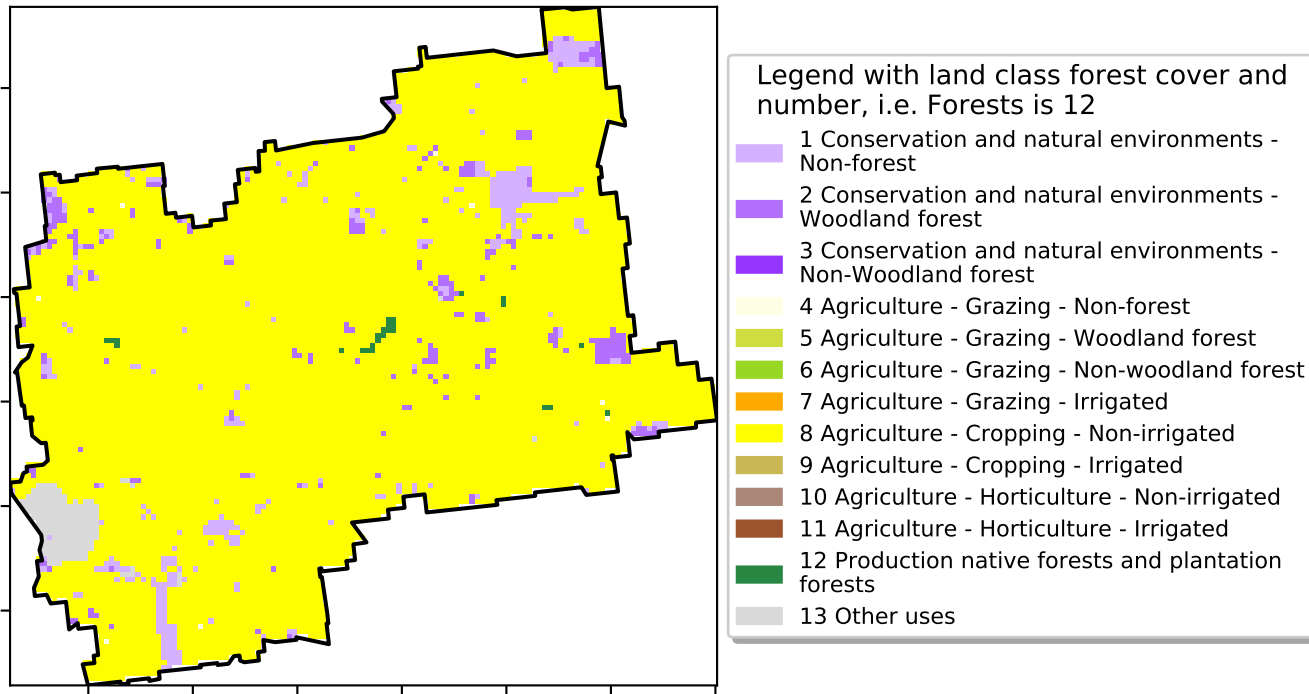 Legend with land class forest cover and
number, i.e. Forests is 12
1 Conservation and natural environments -
Non-forest
2 Conservation and natural environments -
Woodland forest
3 Conservation and natural environments -
Non-Woodland forest
4 Agriculture - Grazing - Non-forest
5 Agriculture - Grazing - Woodland forest
6 Agriculture - Grazing - Non-woodland forest
7 Agriculture - Grazing - Irrigated
8 Agriculture - Cropping - Non-irrigated
9 Agriculture - Cropping - Irrigated
10 Agriculture - Horticulture - Non-irrigated
11 Agriculture - Horticulture - Irrigated
12 Production native forests and plantation
forests
13 Other uses